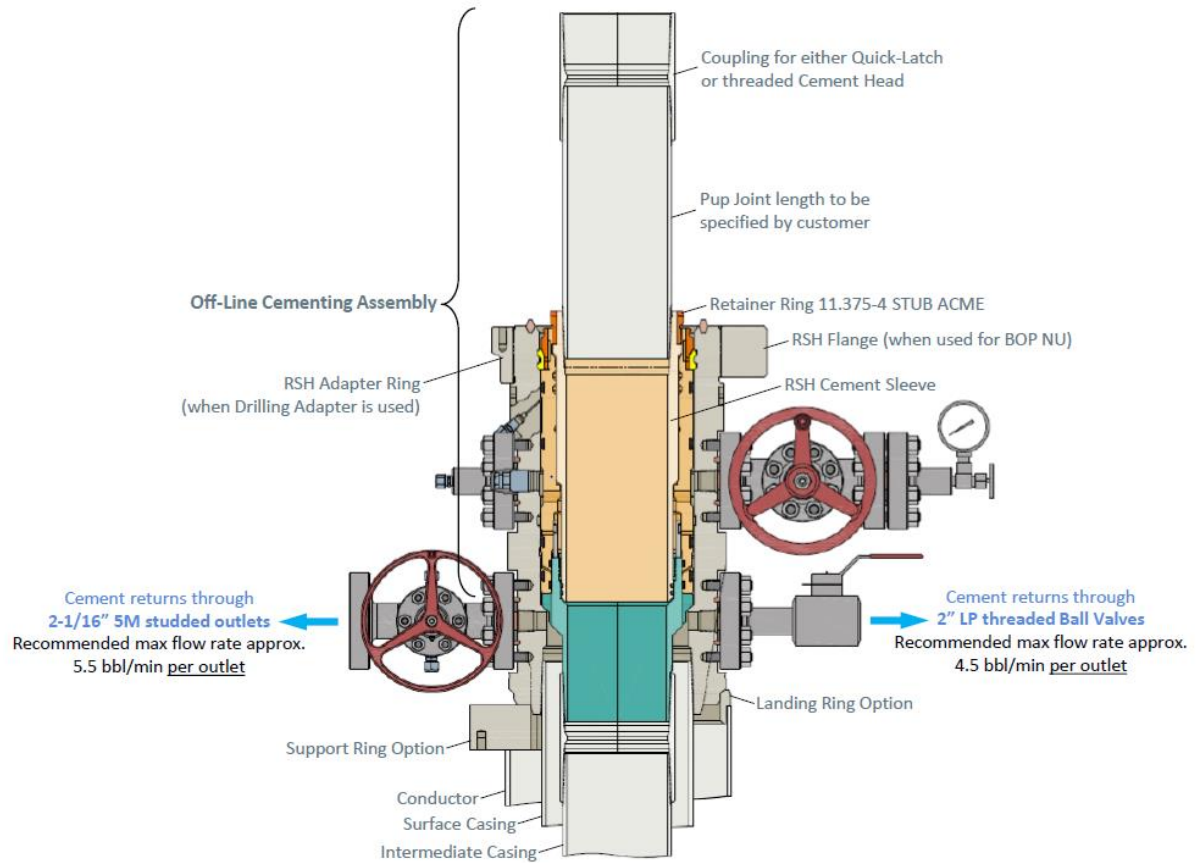 Coupling for either Quick-Latch
or threaded Cement Head
Pup Joint length to be
specified by customer
Off-Line Cementing Assembly
Retainer Ring 11.375-4 STUB ACME
RSH Flange (when used for BOP NU)
RSH Adapter Ring
(when Drilling Adapter is used)
RSH Cement Sleeve
Cement returns through
2-1/16” 5M studded outlets
Recommended max flow rate approx.
5.5 bbl/min per outlet
Cement returns through
2” LP threaded Ball Valves
Recommended max flow rate approx.
4.5 bbl/min per outlet
Landing Ring Option
Support Ring Option
Conductor
Surface Casing
Intermediate Casing